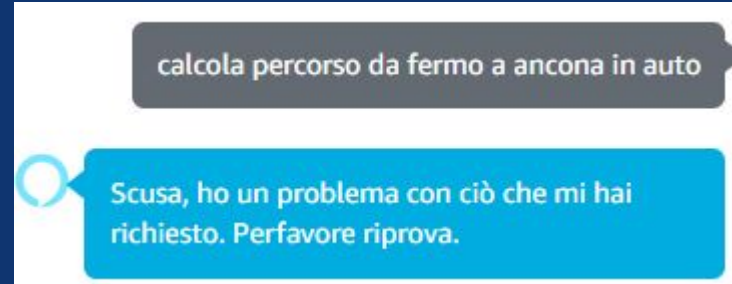 calcola percorso da fermo a ancona in auto
Scusa, ho un problema con ciò che mi hai
richiesto. Perfavore riprova.